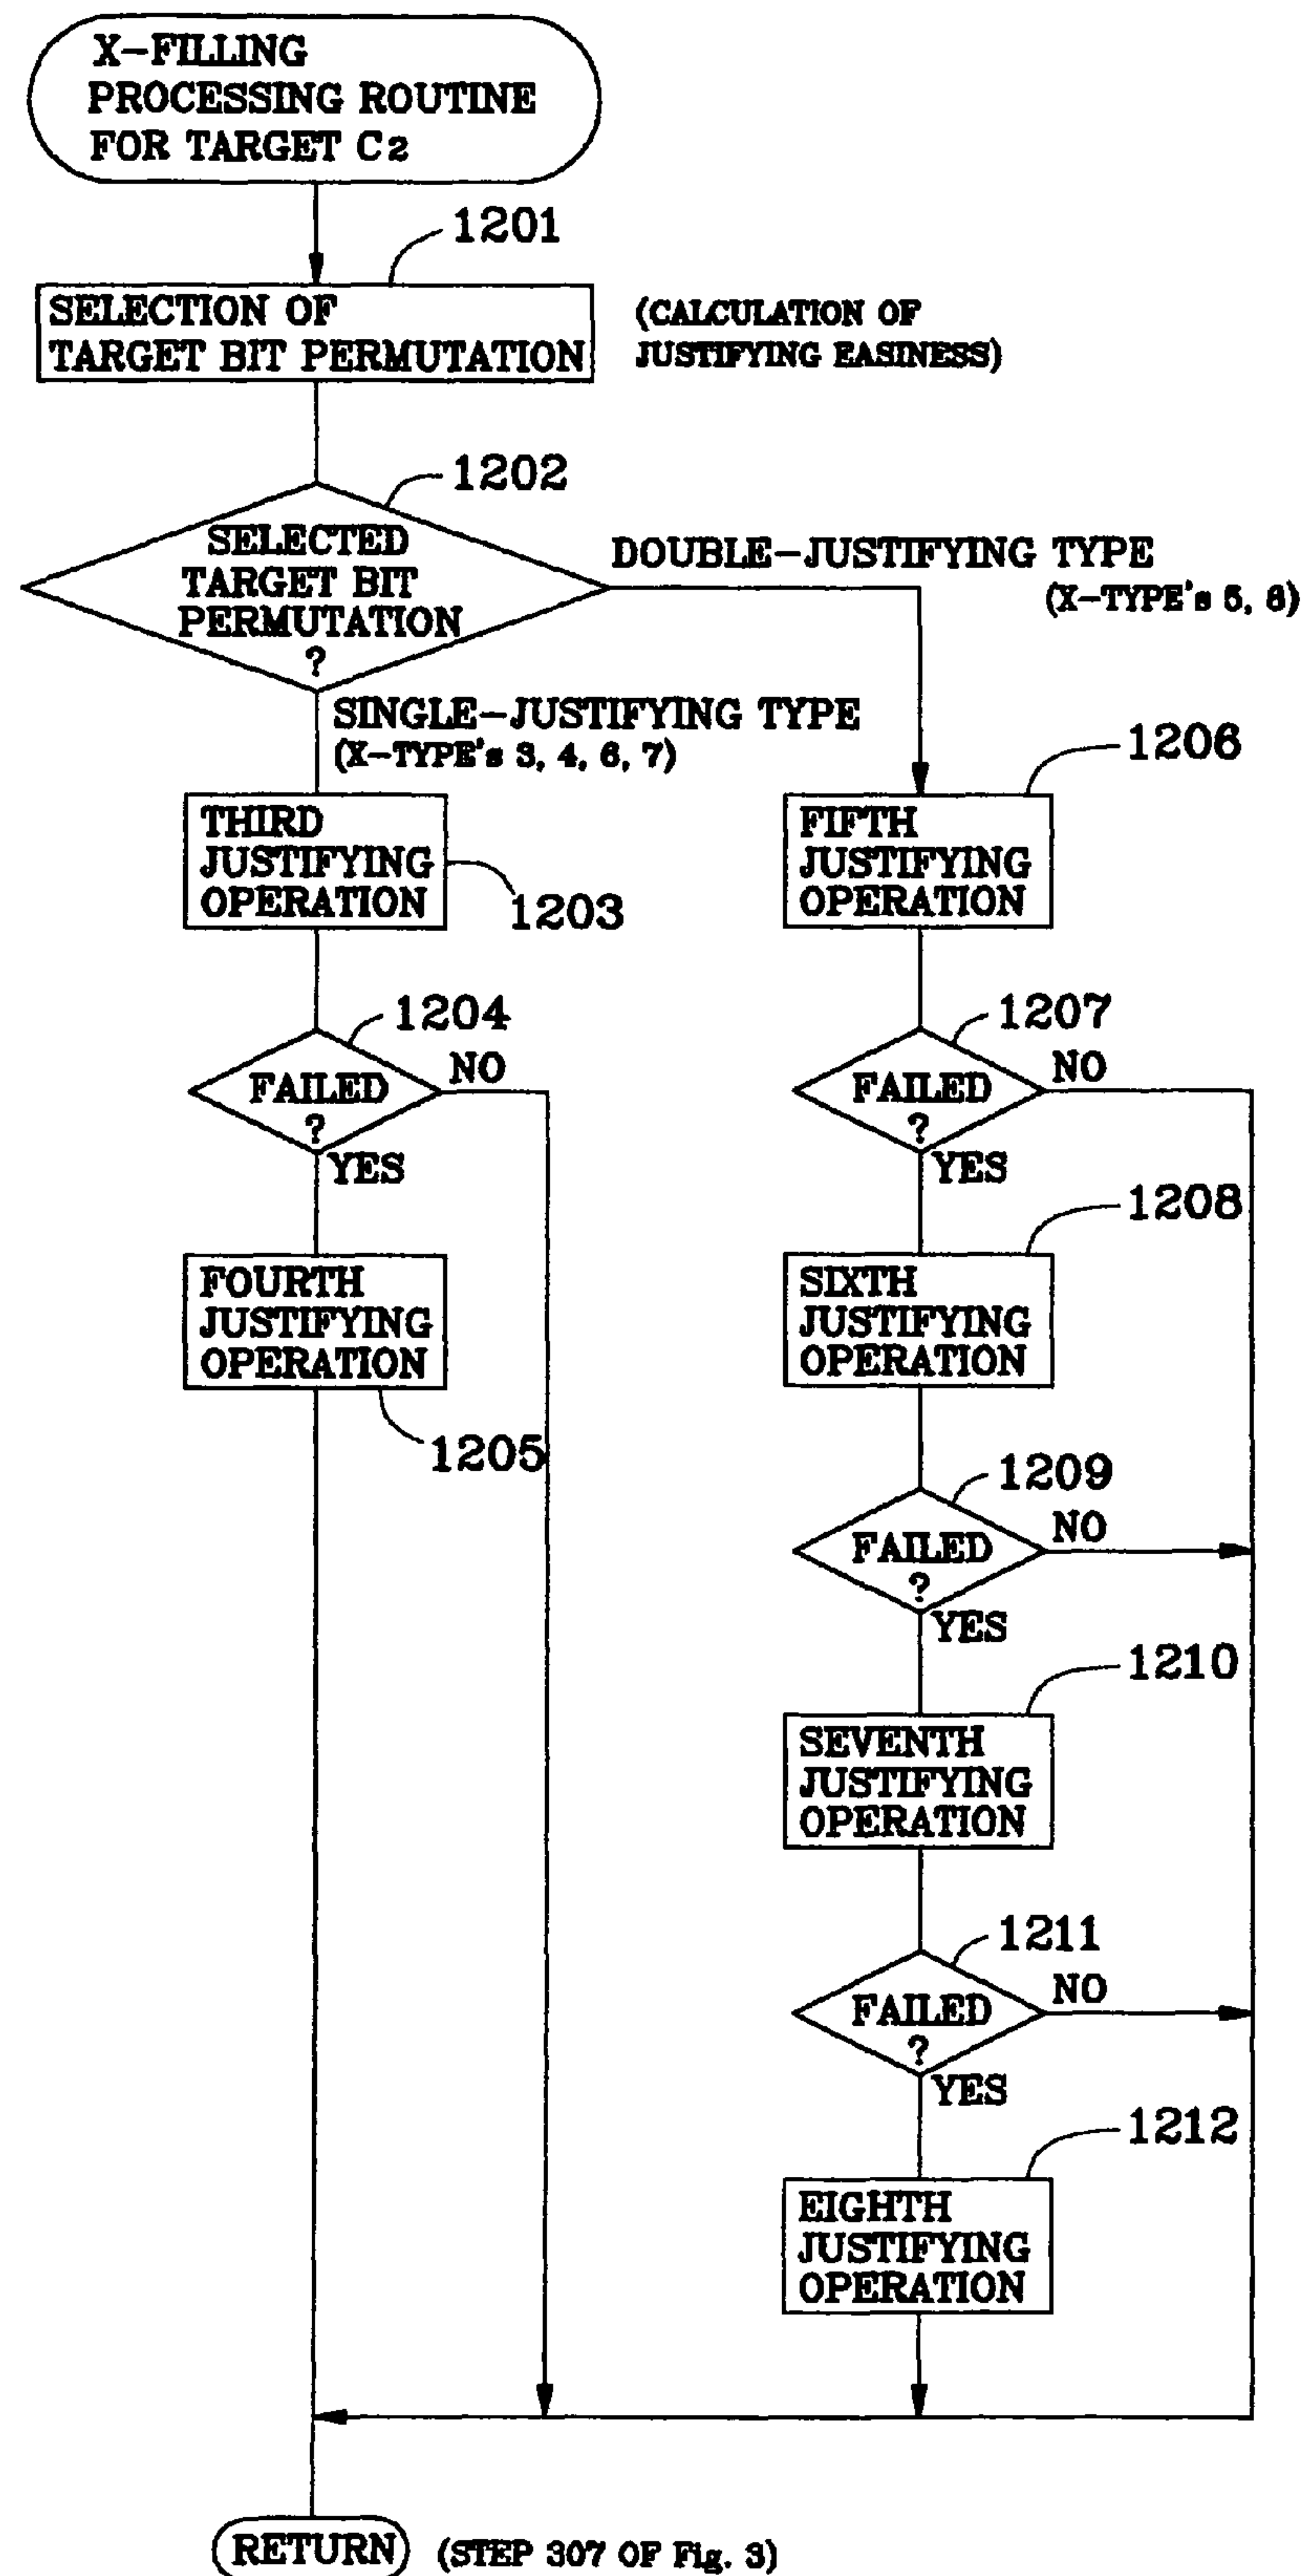 X-FILLING
PROCESSING ROUTINE
FOR TARGET C2
1201
SELECTION OF
TARGET BIT PERMUTATION
(CALCULATION OF
JUSTIFYING EASINESS)
1202
SELECTED
TARGET BIT
PERMUTATION
?
DOUBLE-JUSTIFYING TYPE
(X-TYPE's 5, 8)
SINGLE-JUSTIFYING TYPE
(X-TYPE's 3, 4, 6, 7)
THIRD
JUSTIFYING
OPERATION
1203
1206
FIFTH
JUSTIFYING
OPERATION
1204
FAILED
?
NO
YES
1207
FAILED
?
NO
YES
FOURTH
JUSTIFYING
OPERATION
1205
1208
SIXTH
JUSTIFYING
OPERATION
1209
FAILED
?
NO
YES
1210
SEVENTH
JUSTIFYING
OPERATION
1211
FAILED
?
NO
YES
1212
EIGHTH
JUSTIFYING
OPERATION
RETURN
(STEP 307 OF Fig. 3)